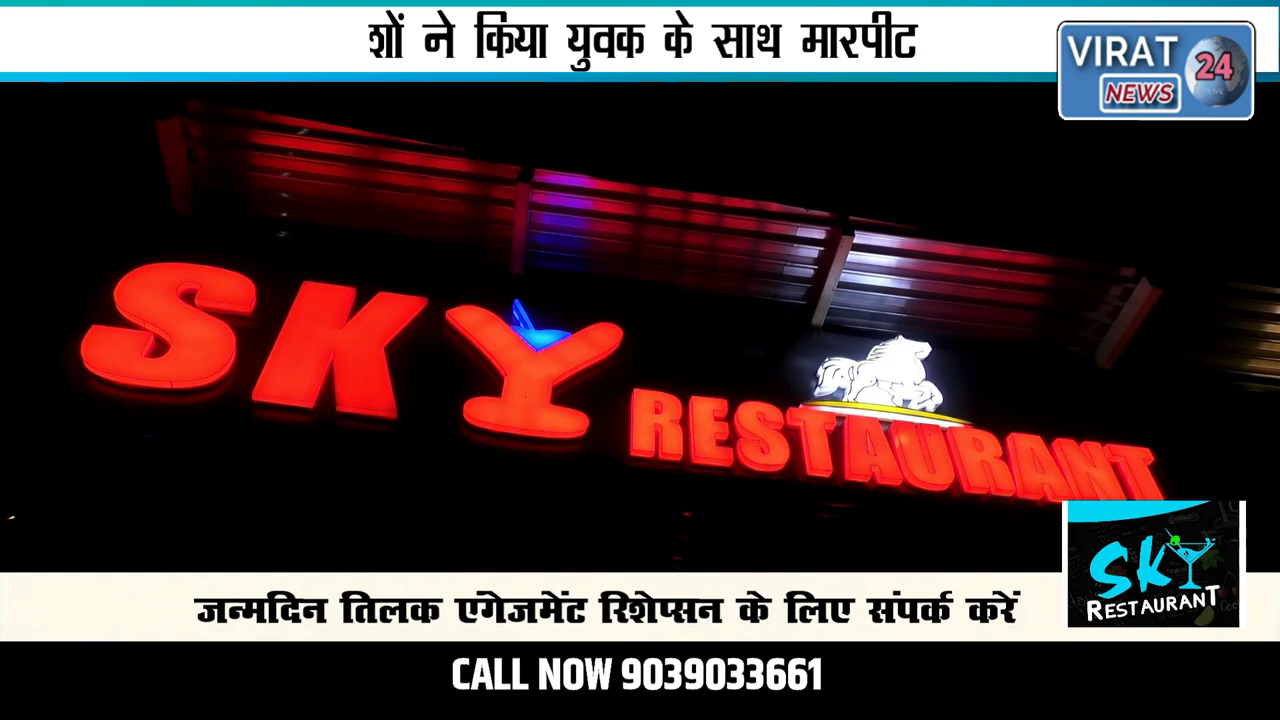 शों ने किया युवक के साथ मारपीट
VIRAT
24
NEWS
SKY RESTAURANT
SKY
RESTAURANT
जन्मदिन तिलक एंगेजमेंट रिशेप्सन के लिए संपर्क करें
CALL NOW 9039033661